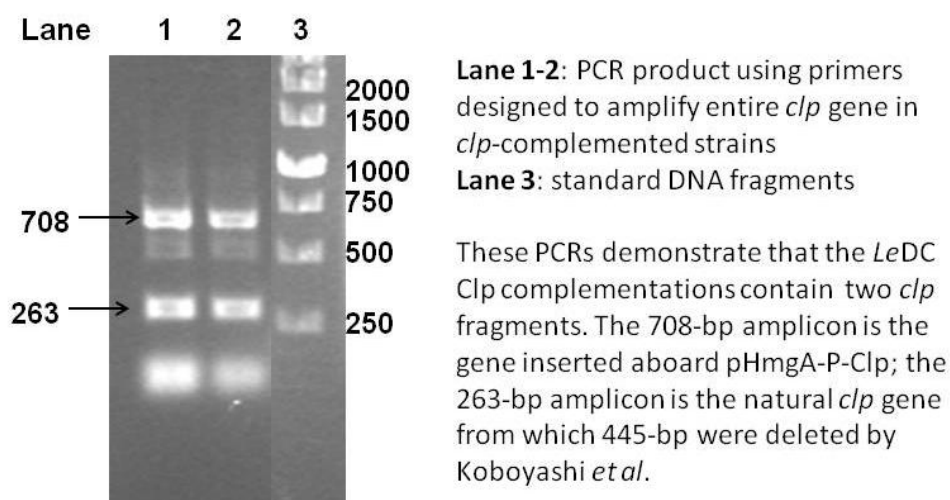 Lane 1 2 3
2000
1500
1000
750
708
500
263
250
Lane 1-2: PCR product using primers
designed to amplify entire clp gene in
clp-complemented strains
Lane 3: standard DNA fragments
These PCRs demonstrate that the LeDC
Clp complementations contain two clp
fragments. The 708-bp amplicon is the
gene inserted aboard pHmgA-P-Clp; the
263-bp amplicon is the natural clp gene
from which 445-bp were deleted by
Koboyashi et al.